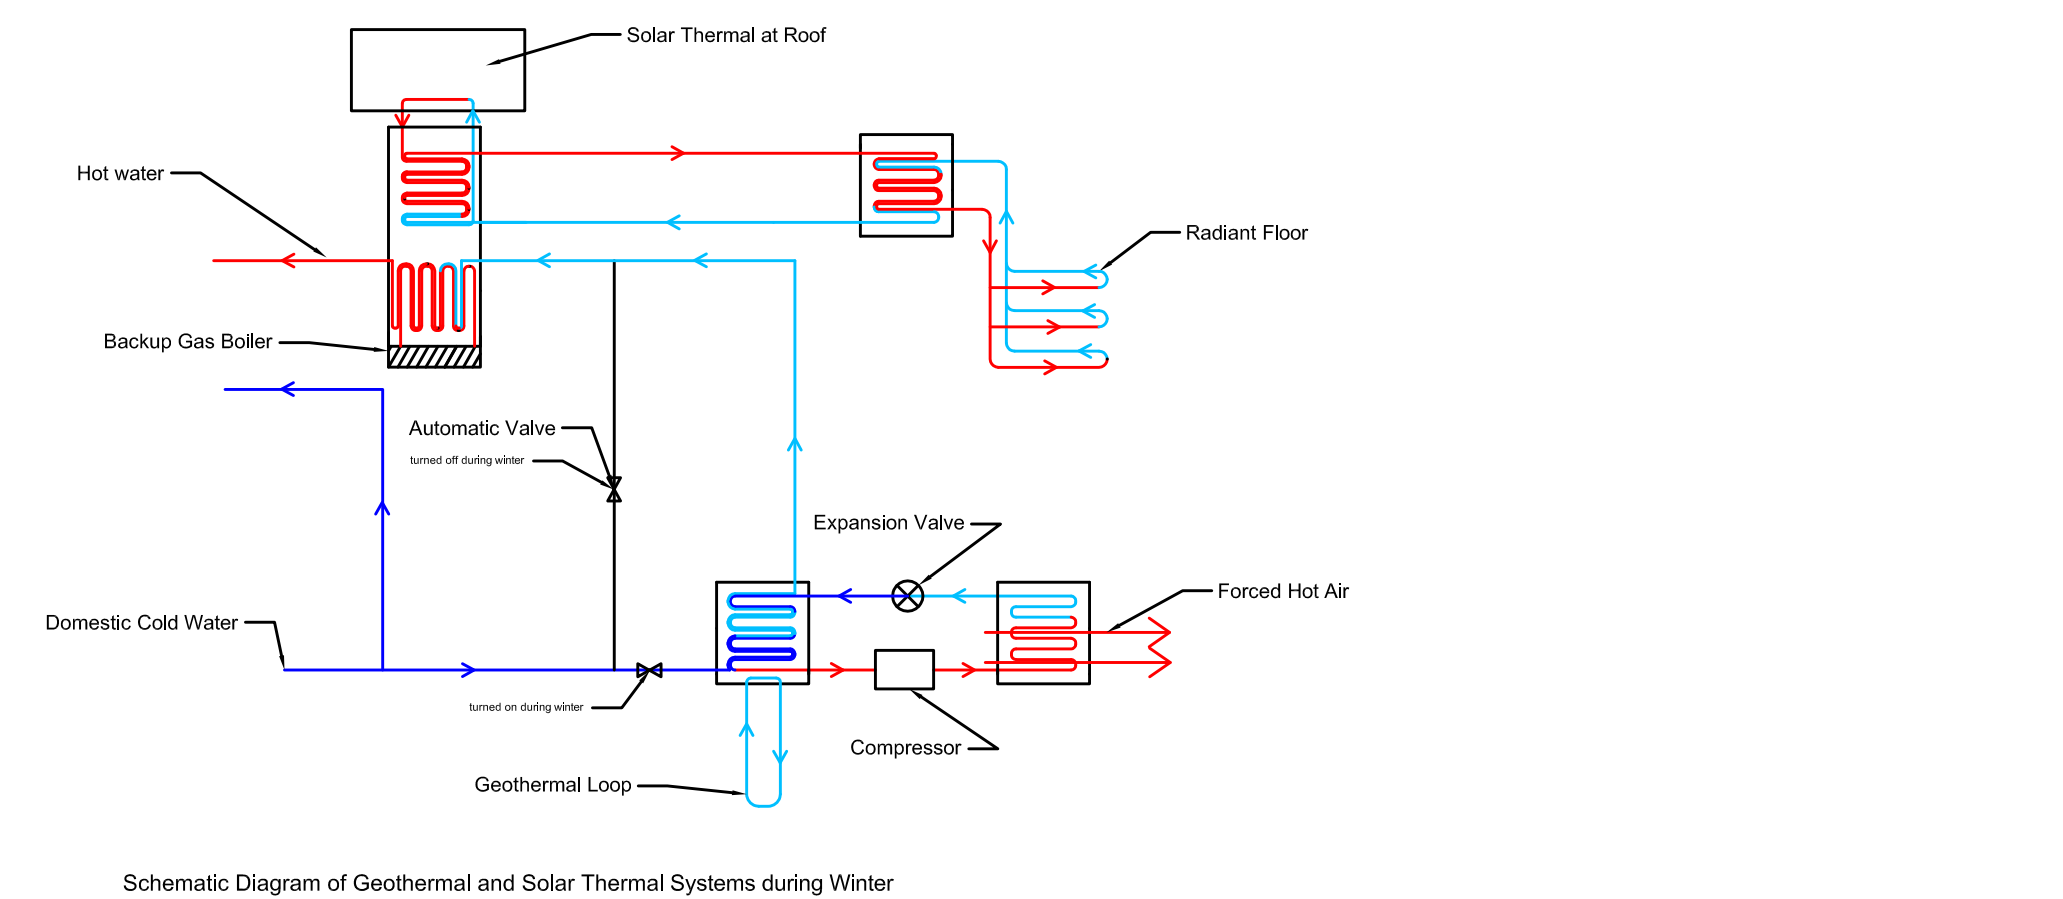 Solar Thermal at Roof
Hot water
Radiant Floor
Backup Gas Boiler
Automatic Valve
turned off during winter
Expansion Valve
Forced Hot Air
Domestic Cold Water
turned on during winter
Compressor
Geothermal Loop
Schematic Diagram of Geothermal and Solar Thermal Systems during Winter